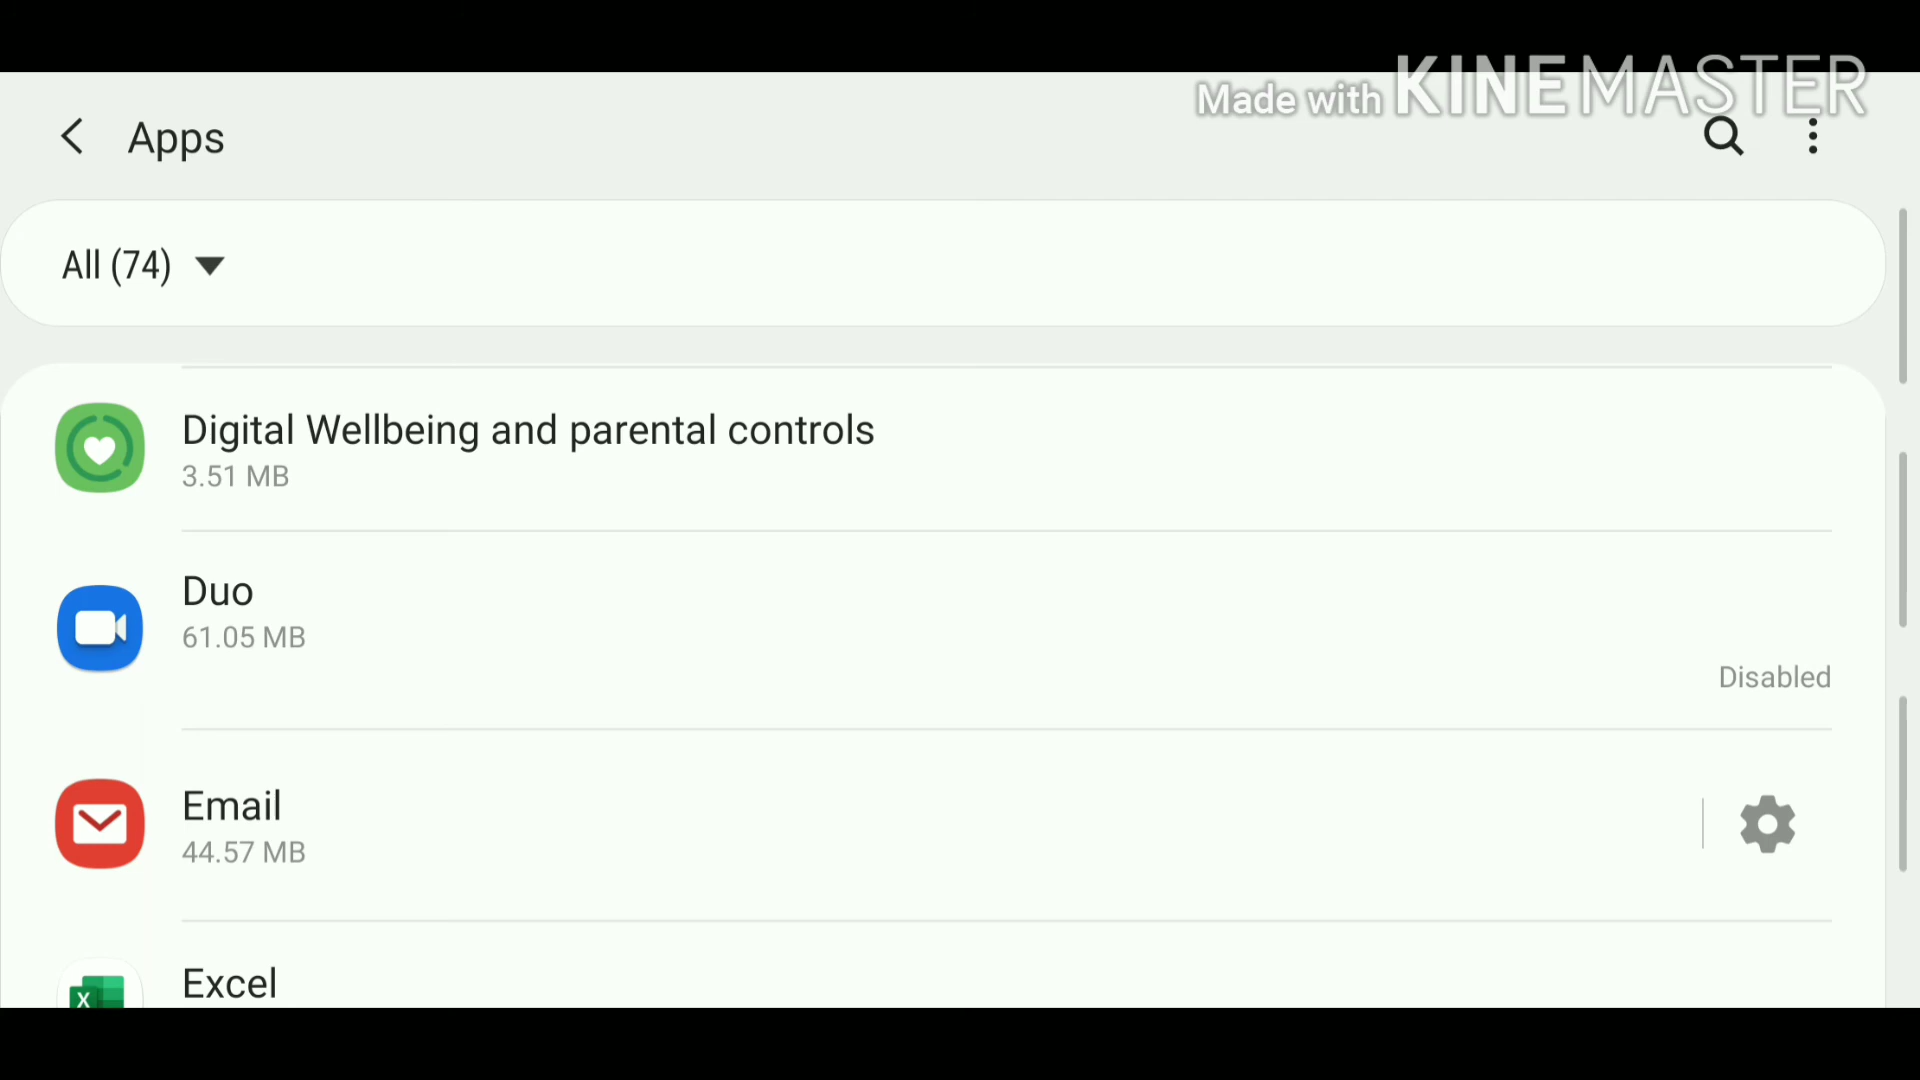 Made with KINEMASTER
Apps
All (74)
Digital Wellbeing and parental controls
3.51 MB
Duo
61.05 MB
Disabled
Email
44.57 MB
Excel
X